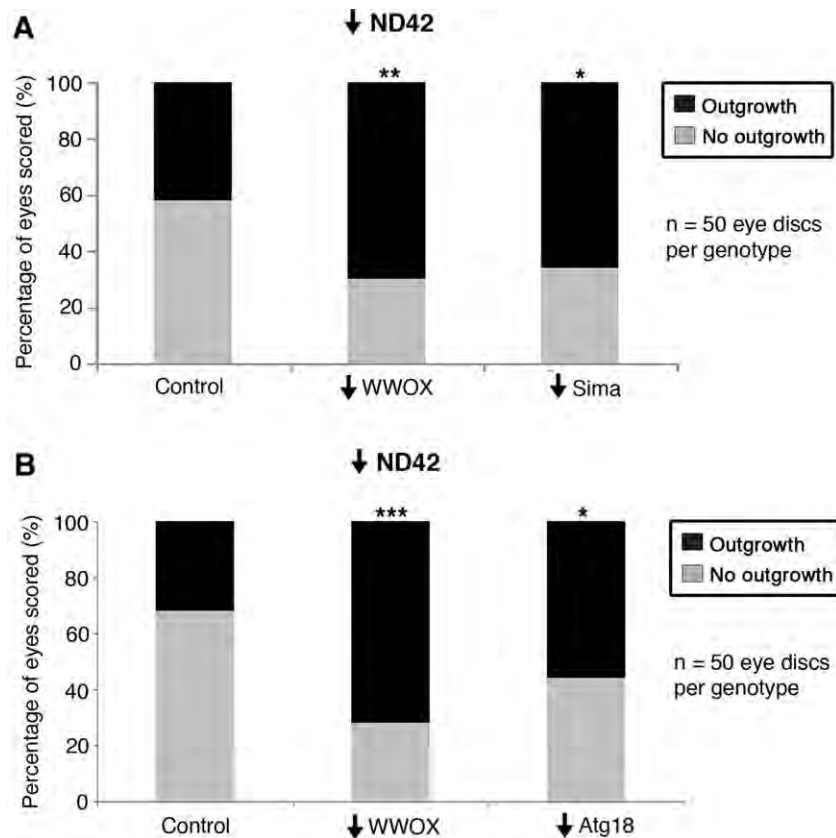 A
↓ ND42
Percentage of eyes scored (%)
100
80
60
40
20
0
**
*
Control
↓ WWOX
↓ Sima
Outgrowth
No outgrowth
n = 50 eye discs
per genotype
B
↓ ND42
Percentage of eyes scored (%)
100
80
60
40
20
0
***
*
Control
↓ WWOX
↓ Atg18
Outgrowth
No outgrowth
n = 50 eye discs
per genotype